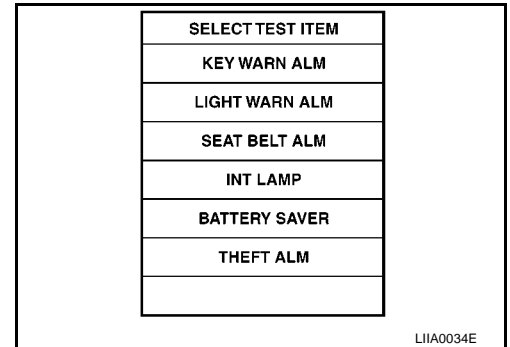 SELECT TEST ITEM
KEY WARN ALM
LIGHT WARN ALM
SEAT BELT ALM
INT LAMP
BATTERY SAVER
THEFT ALM
LIIA0034E